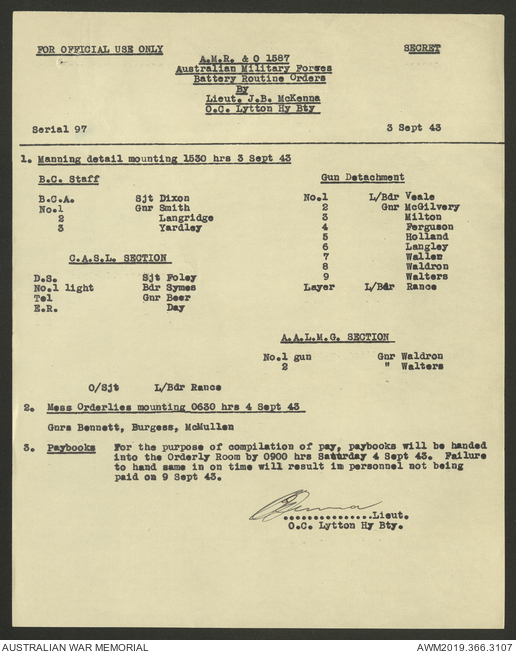 FOR OFFICIAL USE ONLY
SECRET
A.M.R. & O 1587
Australian Military Forces
Battery Routine Orders
By
Lieut. J.B. McKenna
O.C. Lytton Hy Bty
Serial 97
3 Sept 43
1. Manning detail mounting 1530 hrs 3 Sept 43
B.C. Staff
B.C.A. Sjt Dixon
No.1 Gnr Smith
2 Langridge
3 Yardley
Gun Detachment
No.1 L/Bdr Veale
2 Gnr McGilvery
3 Milton
4 Ferguson
5 Holland
6 Langley
7 Waller
8 Waldron
9 Walters
Layer L/Bdr Rance
C.A.S.L. SECTION
D.S. Sjt Foley
No.1 light Bdr Symes
Tel Gnr Beer
E.R. Day
A.A.L.M.G. SECTION
No.1 gun Gnr Waldron
2 " Walters
O/Sjt L/Bdr Rance
2. Mess Orderlies mounting 0630 hrs 4 Sept 43
Gnrs Bennett, Burgess, McMullen
3. Paybooks For the purpose of compilation of pay, paybooks will be handed
into the Orderly Room by 0900 hrs Saturday 4 Sept 43. Failure
to hand same in on time will result in personnel not being
paid on 9 Sept 43.
...............Lieut.
O.C. Lytton Hy Bty.
AUSTRALIAN WAR MEMORIAL
AWM2019.366.3107